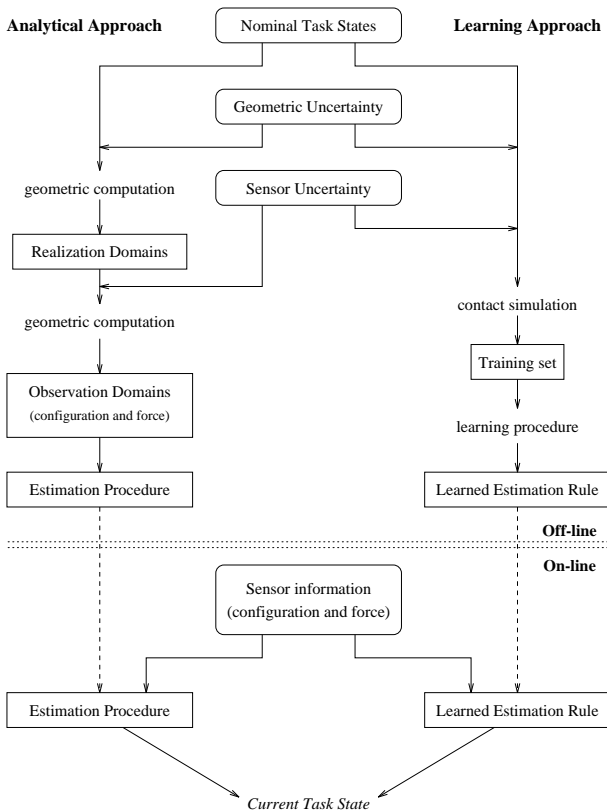 Analytical Approach
Nominal Task States
Learning Approach
Geometric Uncertainty
geometric computation
Sensor Uncertainty
Realization Domains
contact simulation
geometric computation
Training set
Observation Domains
(configuration and force)
learning procedure
Estimation Procedure
Learned Estimation Rule
Off-line
On-line
Sensor information
(configuration and force)
Estimation Procedure
Learned Estimation Rule
Current Task State